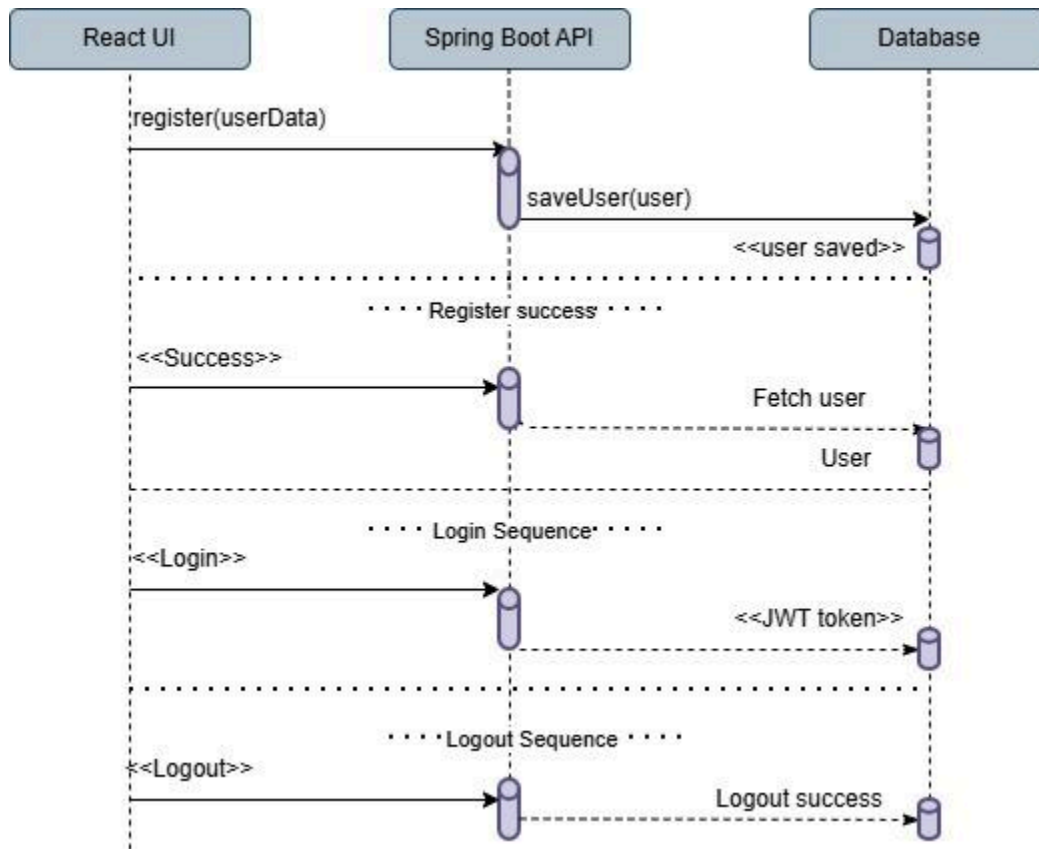 React UI
Spring Boot API
Database
register(userData)
saveUser(user)
<<user saved>>
Register success
<<Success>>
Fetch user
User
Login Sequence
<<Login>>
<<JWT token>>
Logout Sequence
<<Logout>>
Logout success